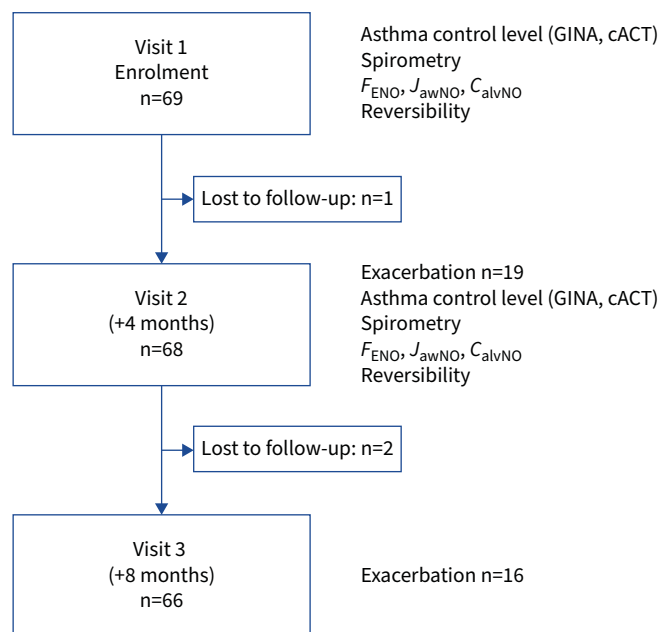 Visit 1
Enrolment
n=69
Asthma control level (GINA, cACT)
Spirometry
FENO, JawNO, CalvNO
Reversibility
Lost to follow-up: n=1
Visit 2
(+4 months)
n=68
Exacerbation n=19
Asthma control level (GINA, cACT)
Spirometry
FENO, JawNO, CalvNO
Reversibility
Lost to follow-up: n=2
Visit 3
(+8 months)
n=66
Exacerbation n=16